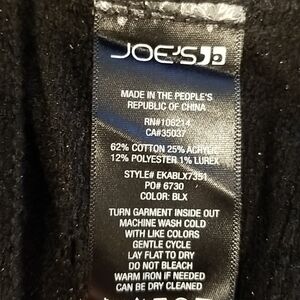 JOE'S
MADE IN THE PEOPLE'S
REPUBLIC OF CHINA
RN#106214
CA#35037
62% COTTON 25% ACRYLIC
12% POLYESTER 1% LUREX
STYLE# EKABLX7351
PO# 6730
COLOR: BLX
TURN GARMENT INSIDE OUT
MACHINE WASH COLD
WITH LIKE COLORS
GENTLE CYCLE
LAY FLAT TO DRY
DO NOT BLEACH
WARM IRON IF NEEDED
CAN BE DRY CLEANED